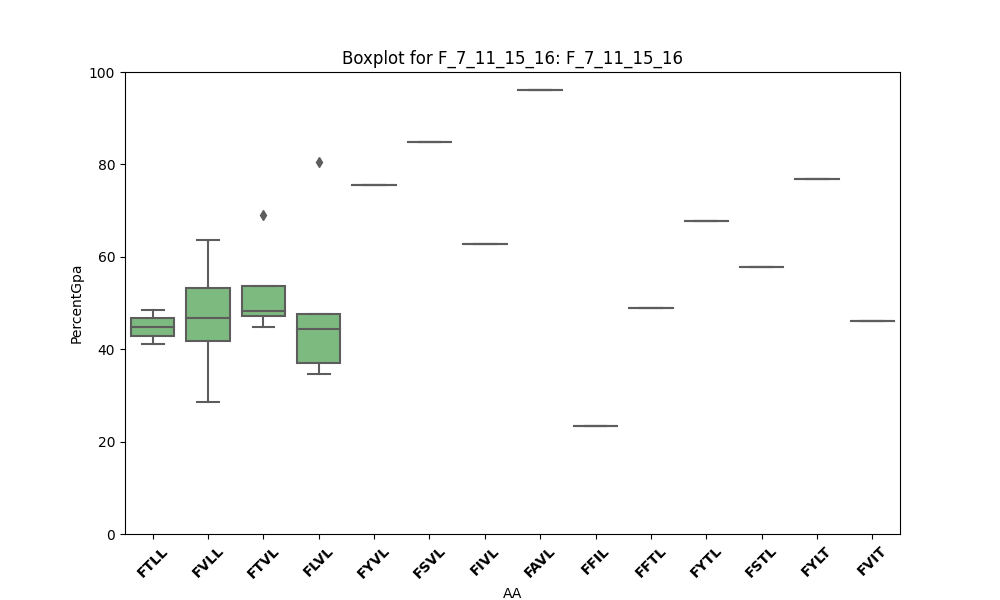 Boxplot for F_7_11_15_16: F_7_11_15_16
100
80
60
40
20
0
PercentGpa
FTLL
FVLL
FTVL
FLVL
FYVL
FSVL
FIVL
FAVL
FFIL
FFTL
FYTL
FSTL
FYLT
FVIT
AA